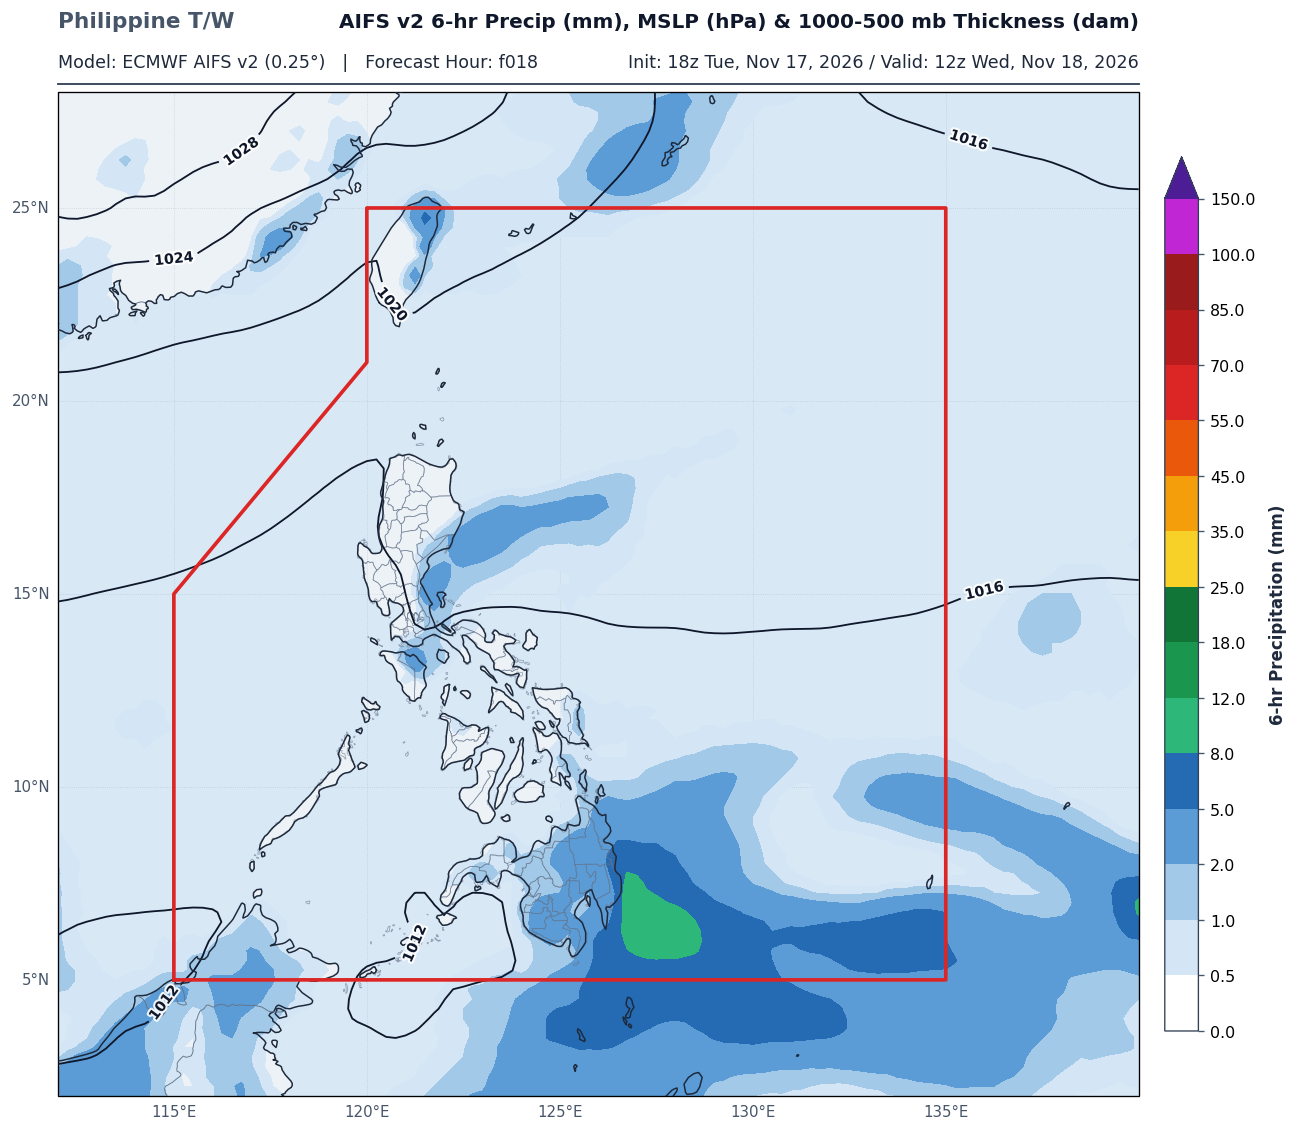 Philippine T/W
AIFS v2 6-hr Precip (mm), MSLP (hPa) & 1000-500 mb Thickness (dam)
Model: ECMWF AIFS v2 (0.25°) | Forecast Hour: f018
Init: 18z Tue, Nov 17, 2026 / Valid: 12z Wed, Nov 18, 2026
1028
1016
1024
1020
1016
1012
1012
25°N
20°N
15°N
10°N
5°N
115°E
120°E
125°E
130°E
135°E
150.0
100.0
85.0
70.0
55.0
45.0
35.0
25.0
18.0
12.0
8.0
5.0
2.0
1.0
0.5
0.0
6-hr Precipitation (mm)